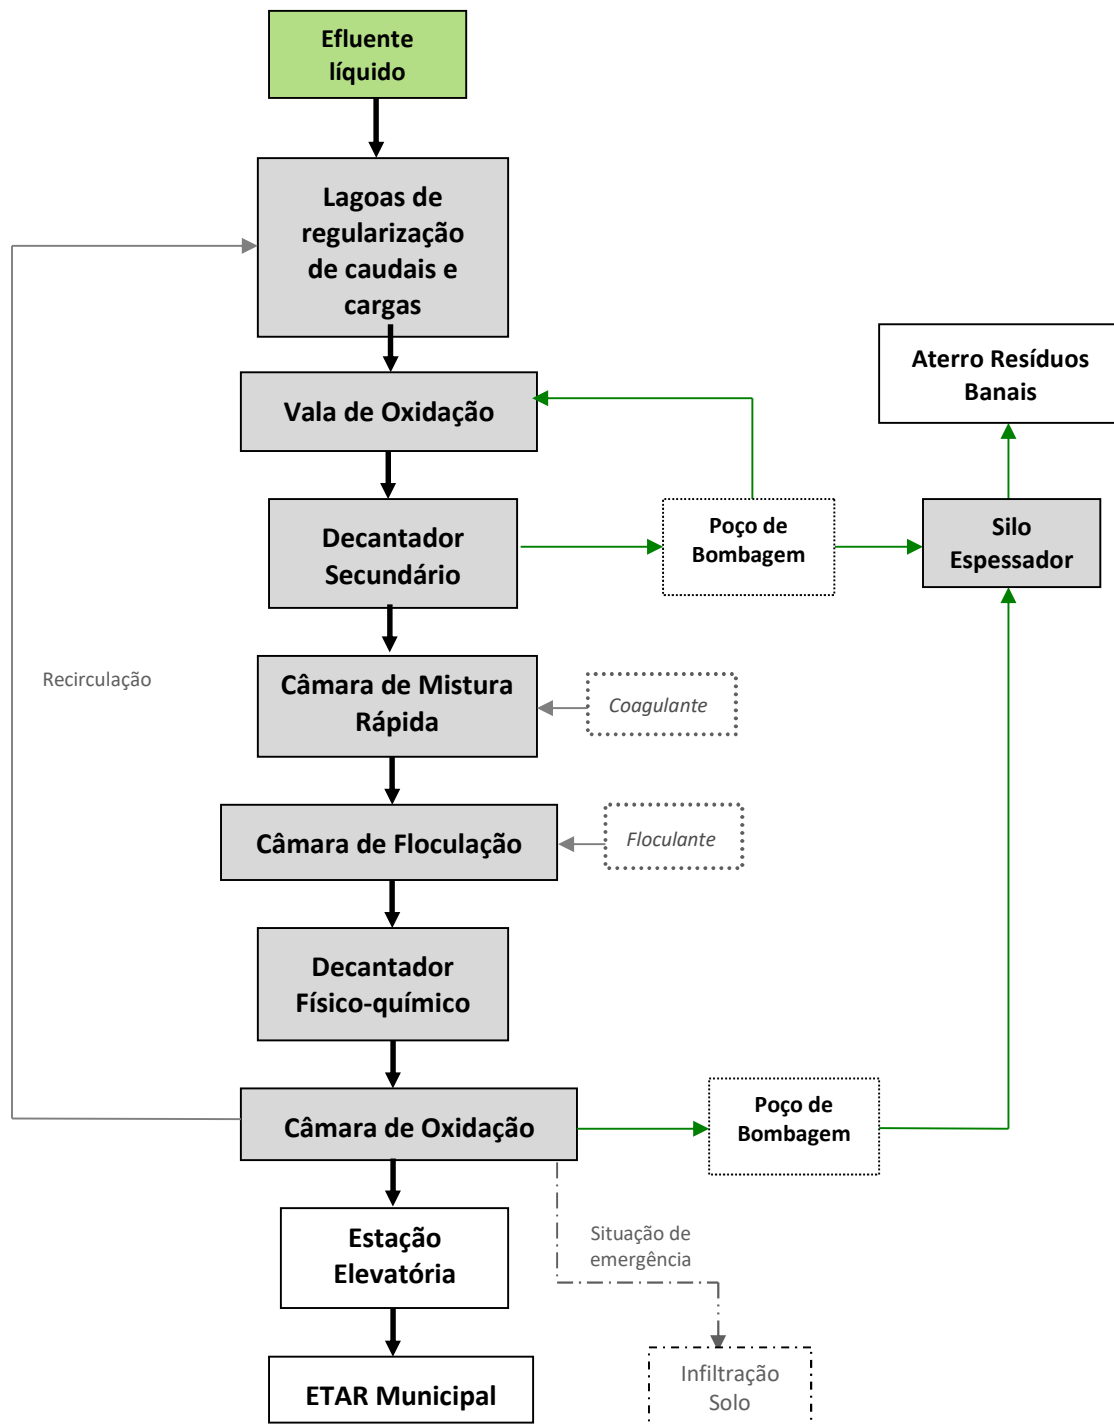 Efluente
líquido
Lagoas de
regularização
de caudais e
cargas
Aterro Resíduos
Banais
Vala de Oxidação
Decantador
Secundário
Poço de
Bombagem
Silo
Espessador
Recirculação
Câmara de Mistura
Rápida
Coagulante
Câmara de Floculação
Floculante
Decantador
Físico-químico
Câmara de Oxidação
Poço de
Bombagem
Estação
Elevatória
Situação de
emergência
ETAR Municipal
Infiltração
Solo